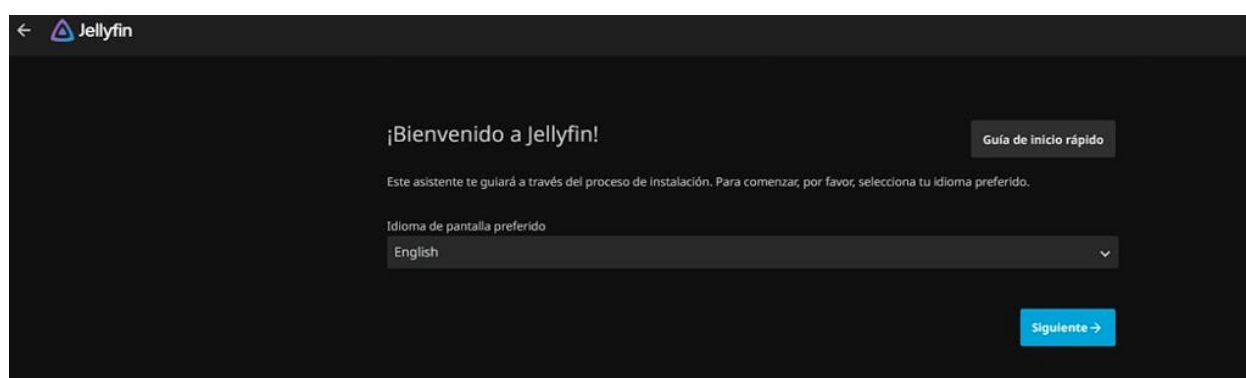 Jellyfin
¡Bienvenido a Jellyfin!
Guía de inicio rápido
Este asistente te guiará a través del proceso de instalación. Para comenzar, por favor, selecciona tu idioma preferido.
Idioma de pantalla preferido
English
Siguiente →